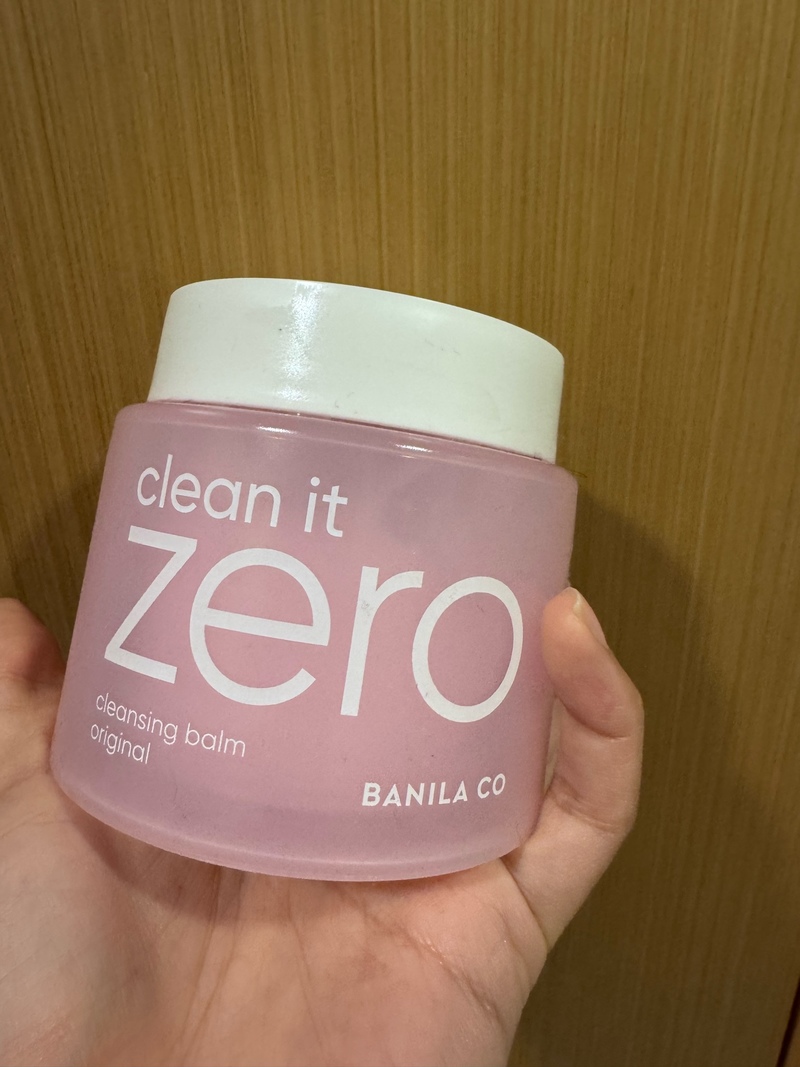 clean it
zero
cleansing balm
original
BANILA CO